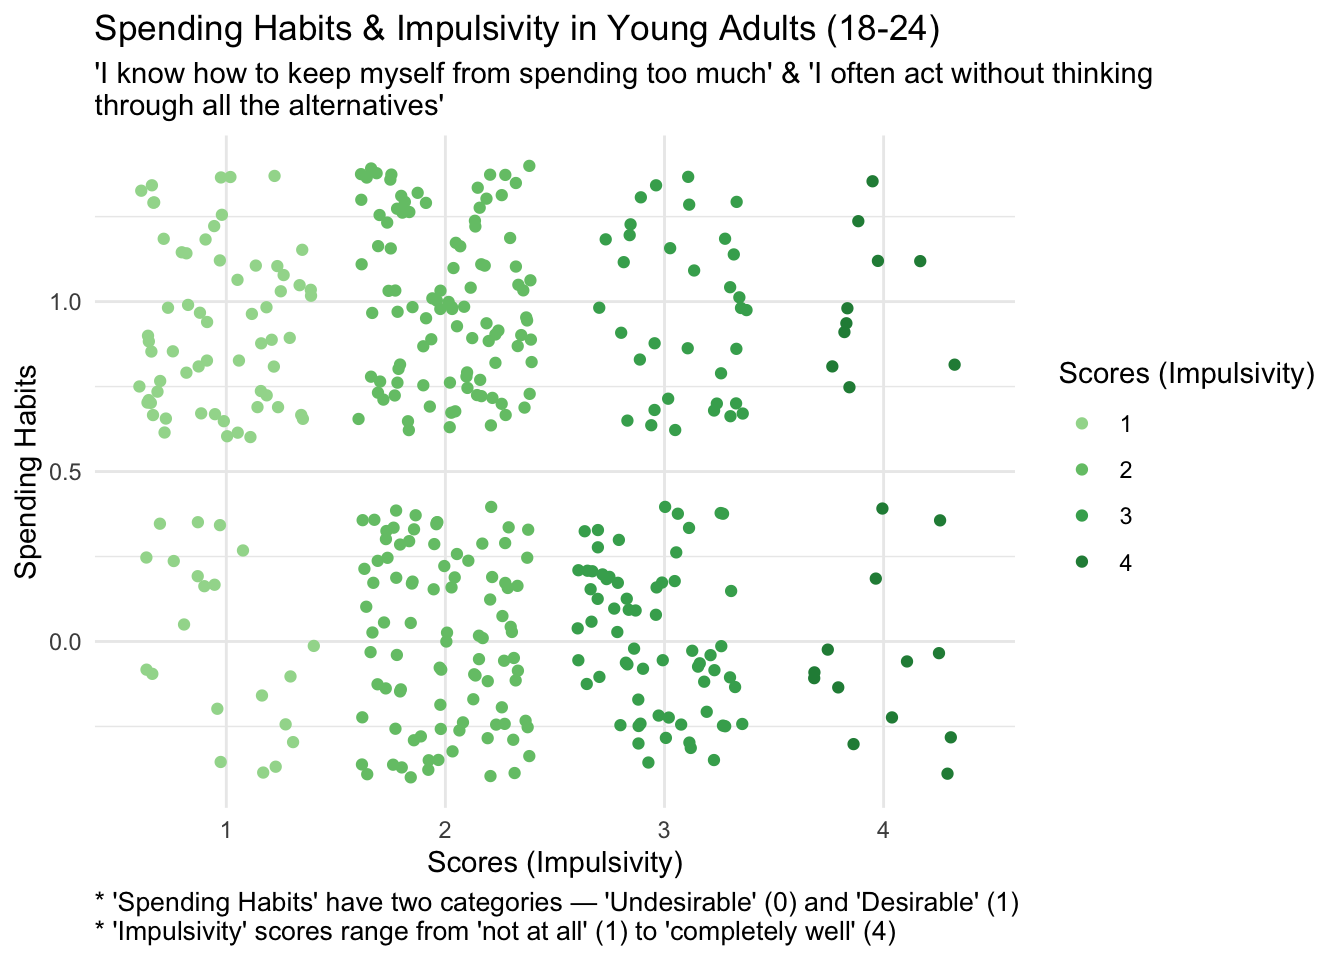 Spending Habits & Impulsivity in Young Adults (18-24)
'I know how to keep myself from spending too much' & 'I often act without thinking
through all the alternatives'
Spending Habits
1.0
0.5
0.0
1
2
3
4
Scores (Impulsivity)
Scores (Impulsivity)
1
2
3
4
* 'Spending Habits' have two categories — 'Undesirable' (0) and 'Desirable' (1)
* 'Impulsivity' scores range from 'not at all' (1) to 'completely well' (4)